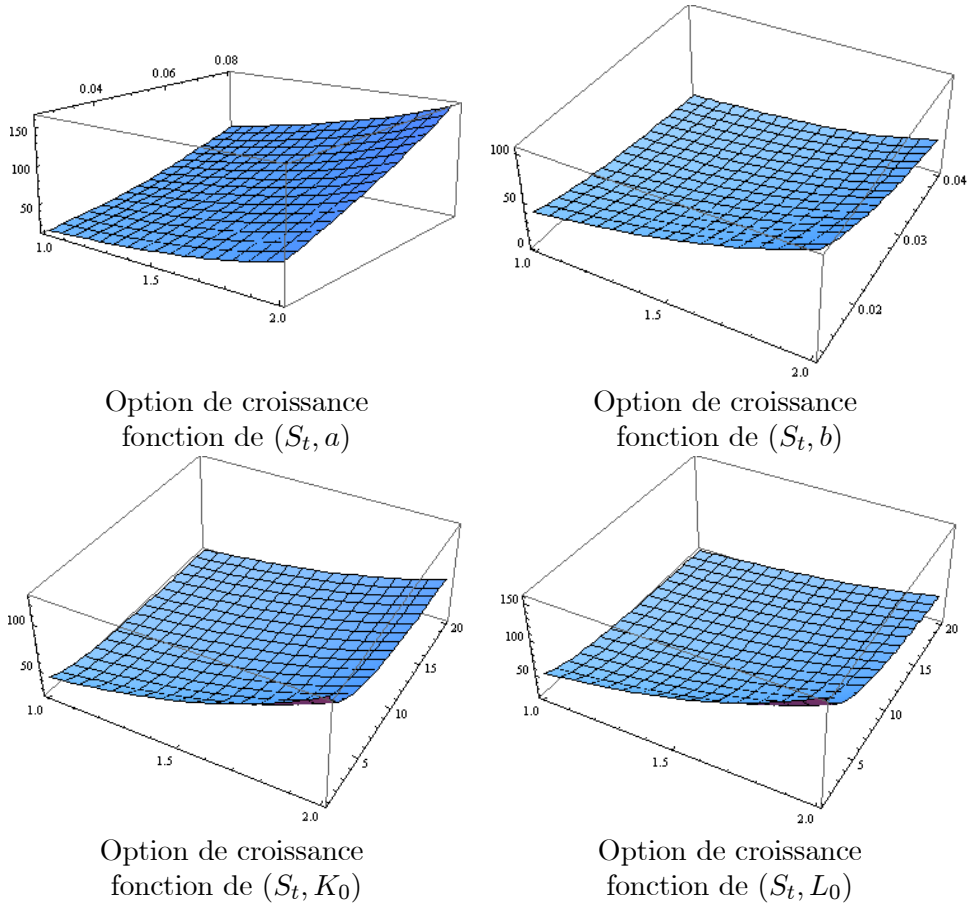 0.04 0.06 0.08
150
100
50
1.0 1.5 2.0
100
50
0
1.0 1.5 2.0
0.02 0.03 0.04
Option de croissance
fonction de (S_t, a)
Option de croissance
fonction de (S_t, b)
100
50
1.0 1.5 2.0
5 10 15 20
150
100
50
1.0 1.5 2.0
5 10 15 20
Option de croissance
fonction de (S_t, K_0)
Option de croissance
fonction de (S_t, L_0)